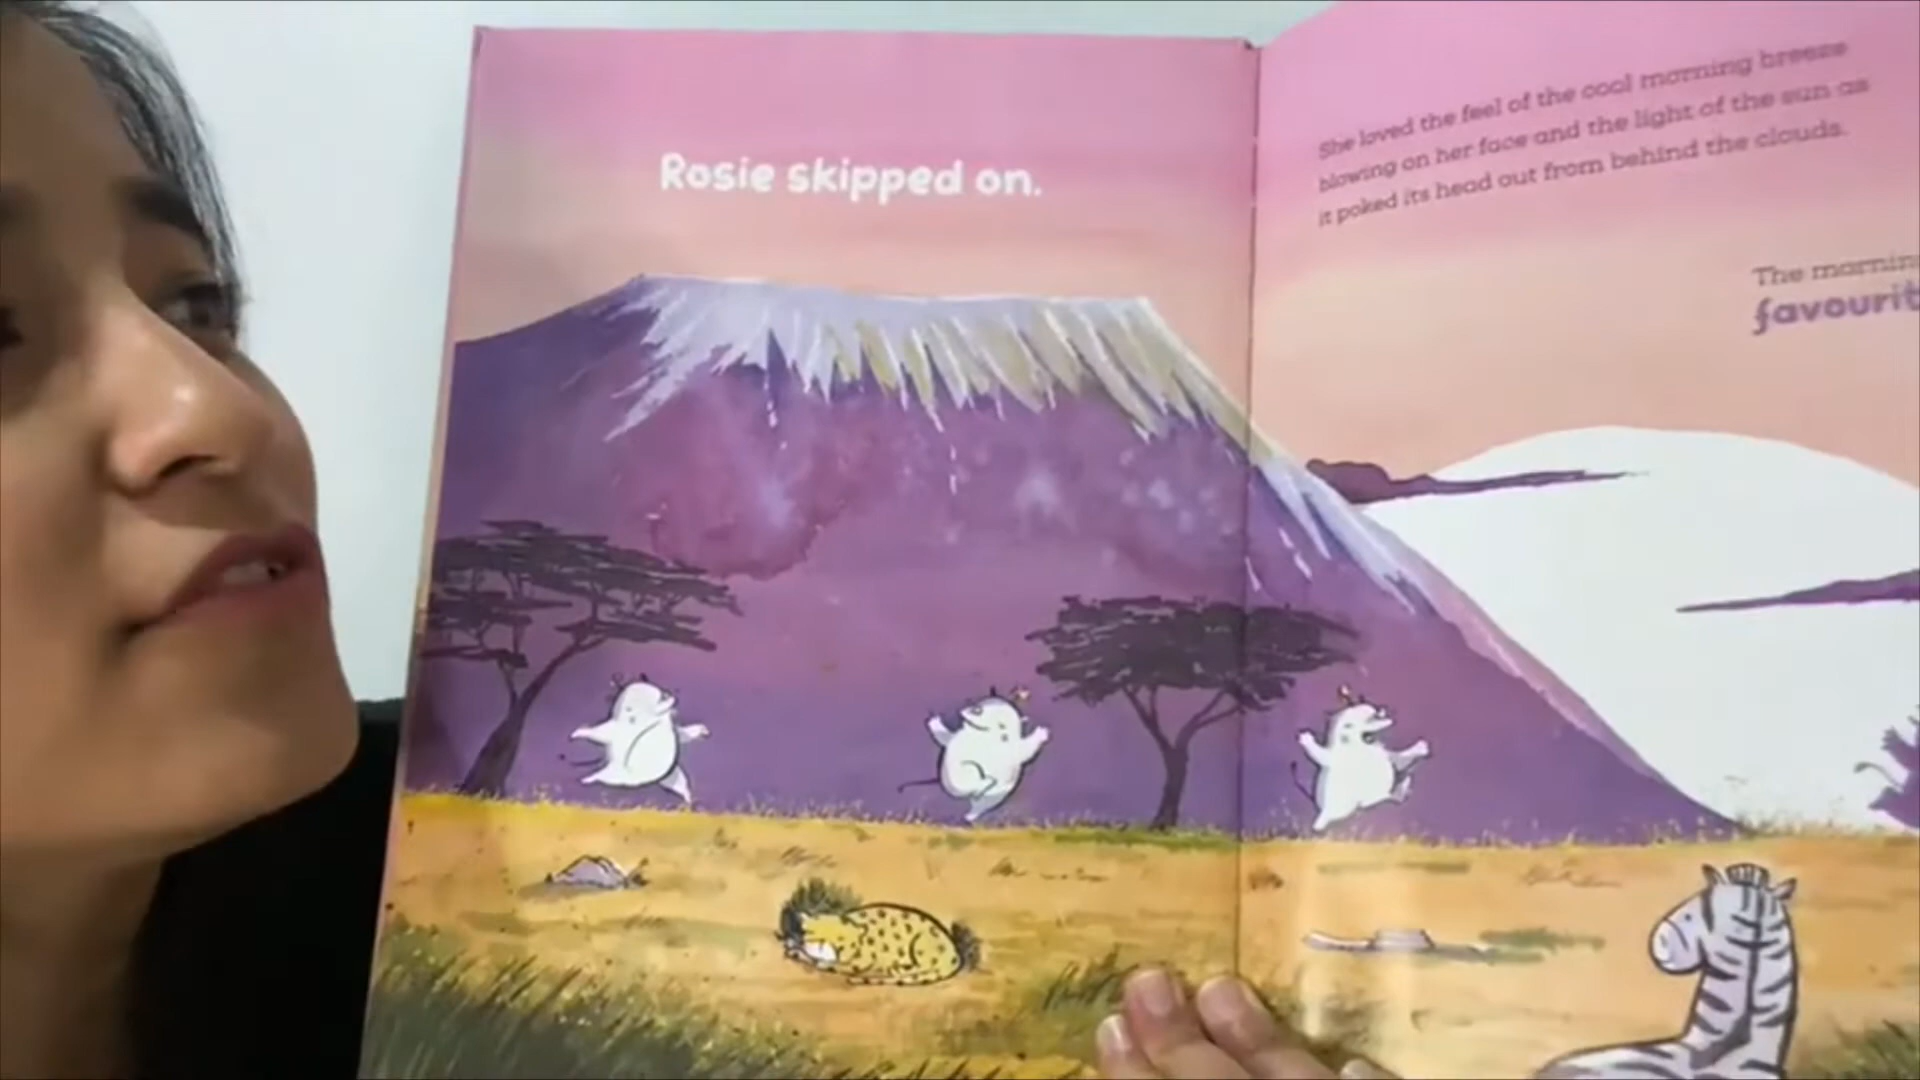 Rosie skipped on.
She loved the feel of the cool morning breeze
blowing on her face and the light of the sun as
it poked its head out from behind the clouds.
The